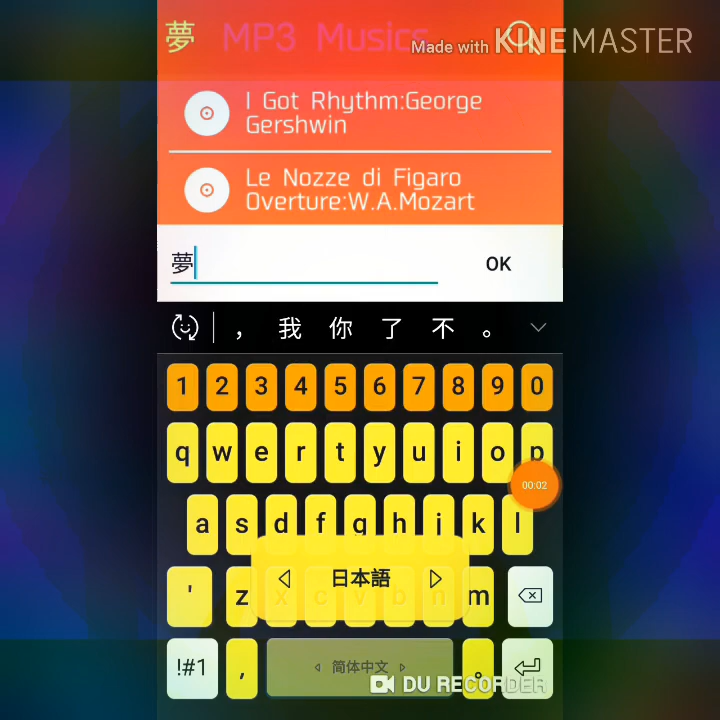 夢 MP3 Musics
Made with KINEMASTER
I Got Rhythm:George
Gershwin
Le Nozze di Figaro
Overture:W.A.Mozart
夢 OK
， 我 你 了 不 。
1 2 3 4 5 6 7 8 9 0
q w e r t y u i o p
00:02
a s d f g h j k l
日本語
' z x c v b n m
!#1 , 简体中文 。
DU RECORDER